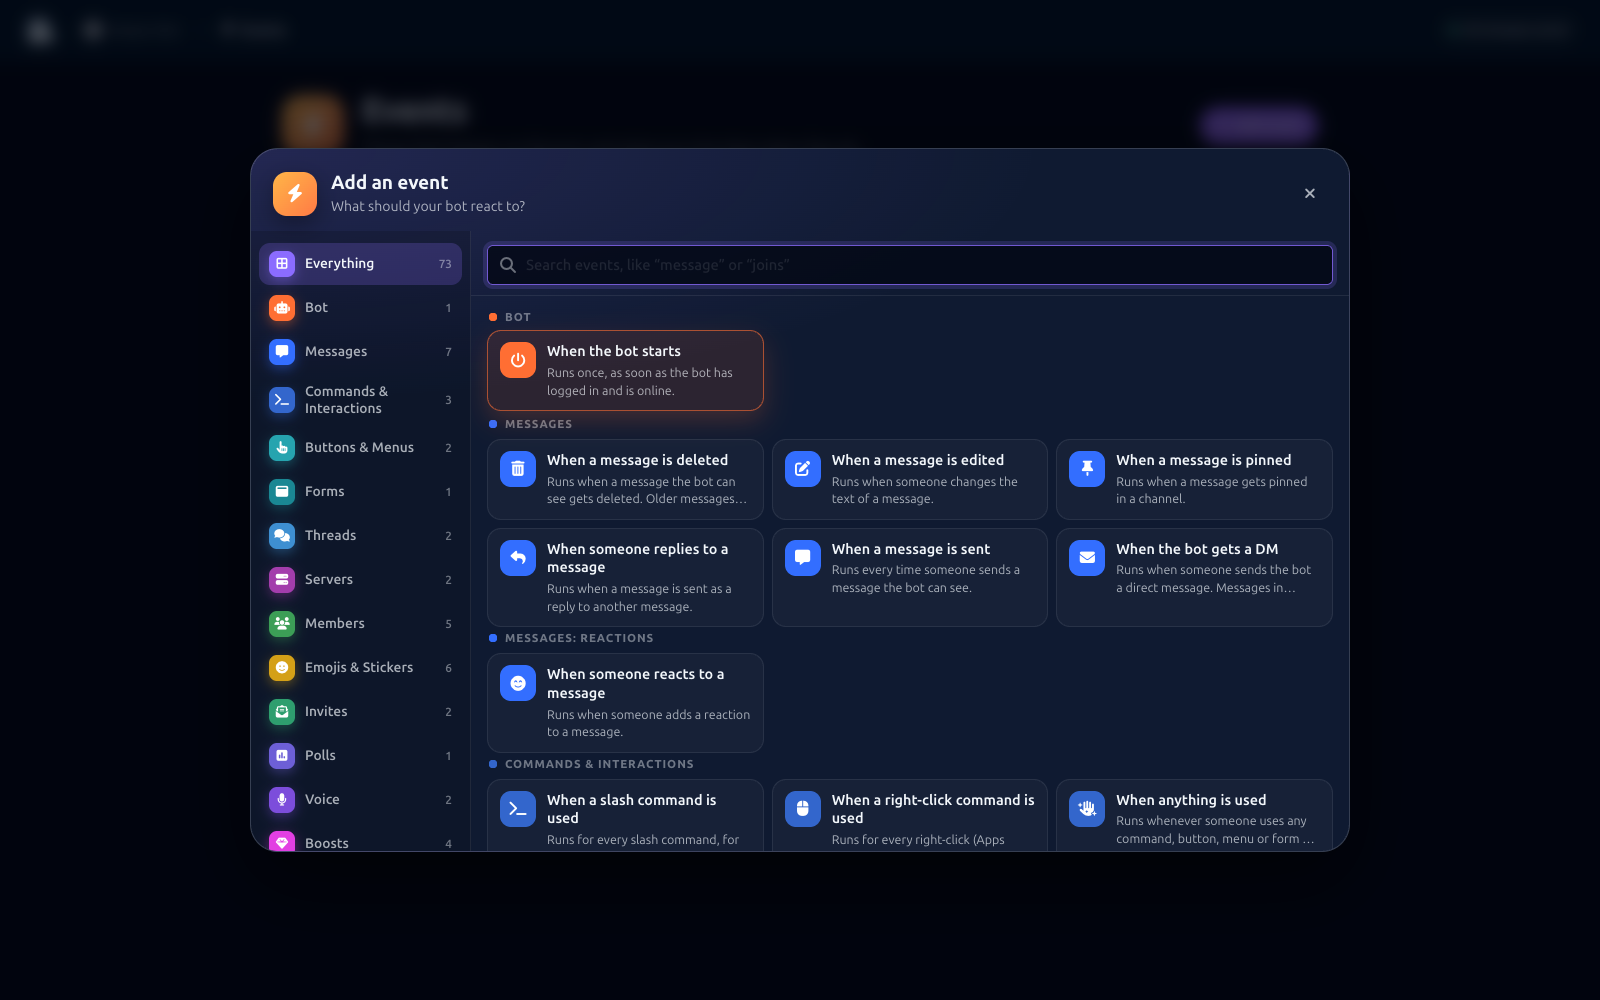 Events
Add an event
What should your bot react to?
Everything 73
Bot 1
Messages 7
Commands &
Interactions 3
Buttons & Menus 2
Forms 1
Threads 2
Servers 2
Members 5
Emojis & Stickers 6
Invites 2
Polls 1
Voice 2
Boosts 4
Search events, like “message” or “joins”
BOT
When the bot starts
Runs once, as soon as the bot has
logged in and is online.
MESSAGES
When a message is deleted
Runs when a message the bot can
see gets deleted. Older messages…
When a message is edited
Runs when someone changes the
text of a message.
When a message is pinned
Runs when a message gets pinned
in a channel.
When someone replies to a
message
Runs when a message is sent as a
reply to another message.
When a message is sent
Runs every time someone sends a
message the bot can see.
When the bot gets a DM
Runs when someone sends the bot
a direct message. Messages in…
MESSAGES: REACTIONS
When someone reacts to a
message
Runs when someone adds a reaction
to a message.
COMMANDS & INTERACTIONS
When a slash command is
used
Runs for every slash command, for
When a right-click command is
used
Runs for every right-click (Apps
When anything is used
Runs whenever someone uses any
command, button, menu or form …